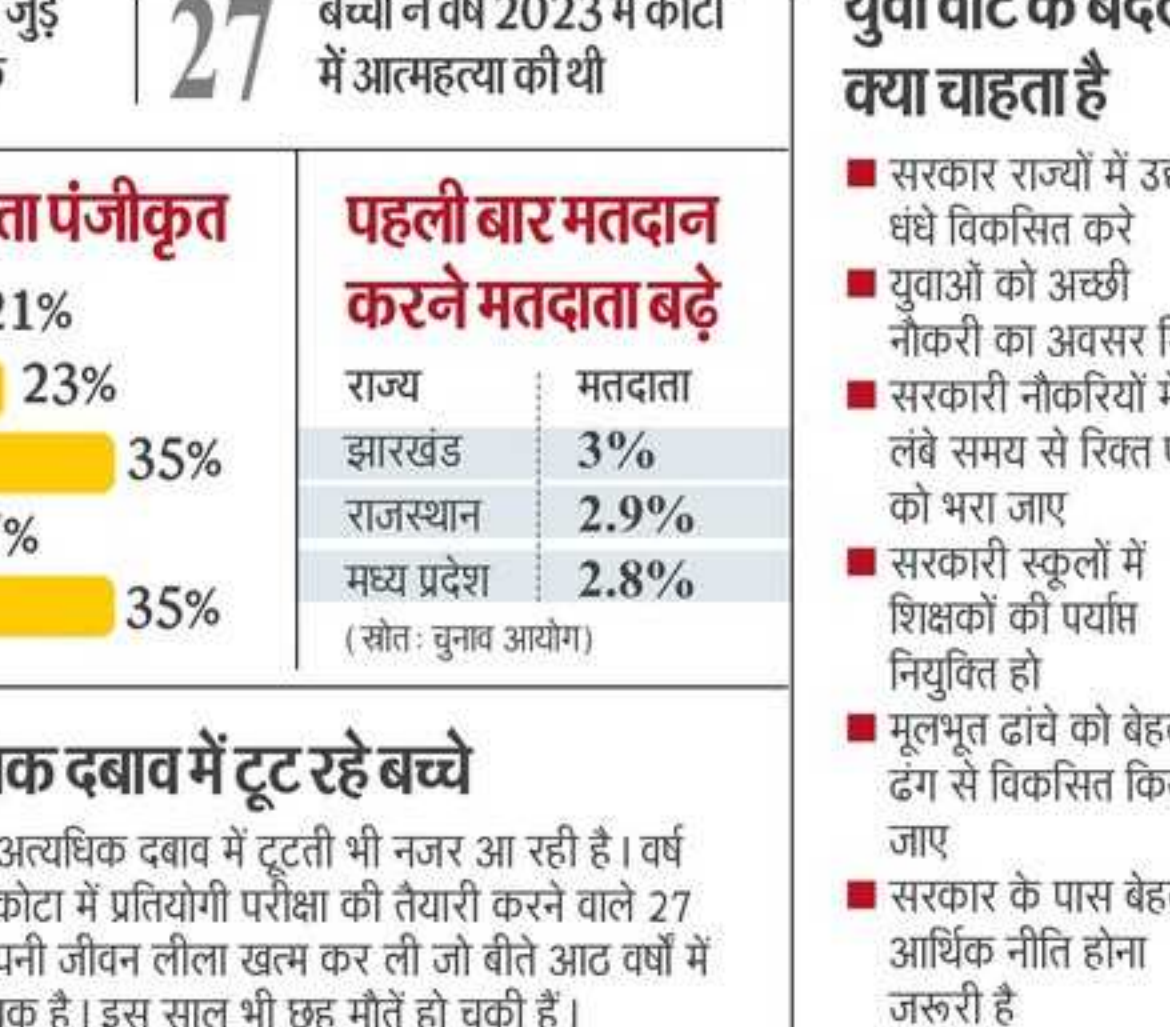 जुड़े
27
बच्चों ने वर्ष 2023 में कोटा
में आत्महत्या की थी
पंजीकृत
21%
23%
35%
%
35%
पहली बार मतदान
करने मतदाता बढ़े
राज्य मतदाता
झारखंड 3%
राजस्थान 2.9%
मध्य प्रदेश 2.8%
(स्रोत: चुनाव आयोग)
दबाव में टूट रहे बच्चे
अत्यधिक दबाव में टूटती भी नजर आ रही है। वर्ष
कोटा में प्रतियोगी परीक्षा की तैयारी करने वाले 27
जीवन लीला खत्म कर ली जो बीते आठ वर्षों में
है। इस साल भी छह मौतें हो चुकी हैं।
युवा वोट के
क्या चाहता है
सरकार राज्यों में
धंधे विकसित करे
युवाओं को अच्छी
नौकरी का अवसर
सरकारी नौकरियों में
लंबे समय से रिक्त
को भरा जाए
सरकारी स्कूलों में
शिक्षकों की पर्याप्त
नियुक्ति हो
मूलभूत ढांचे को
ढंग से विकसित
जाए
सरकार के पास
आर्थिक नीति होना
जरूरी है